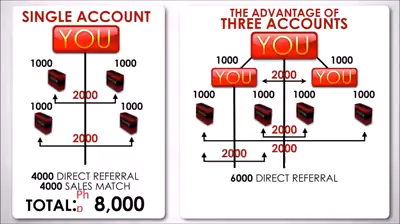 SINGLE ACCOUNT
YOU
1000 1000
2000
1000 1000
2000
4000 DIRECT REFERRAL
4000 SALES MATCH
TOTAL: Php 8,000
THE ADVANTAGE OF
THREE ACCOUNTS
YOU
1000 1000
YOU 2000 YOU
1000 1000 1000 1000
2000 2000
2000
6000 DIRECT REFERRAL